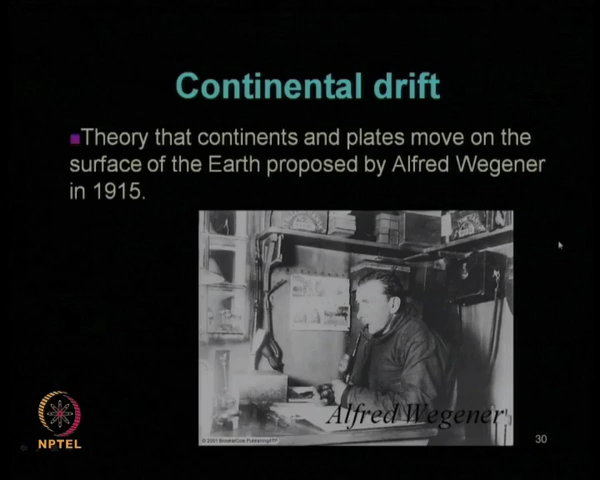 Continental drift
Theory that continents and plates move on the
surface of the Earth proposed by Alfred Wegener
in 1915.
Alfred Wegener
NPTEL
30